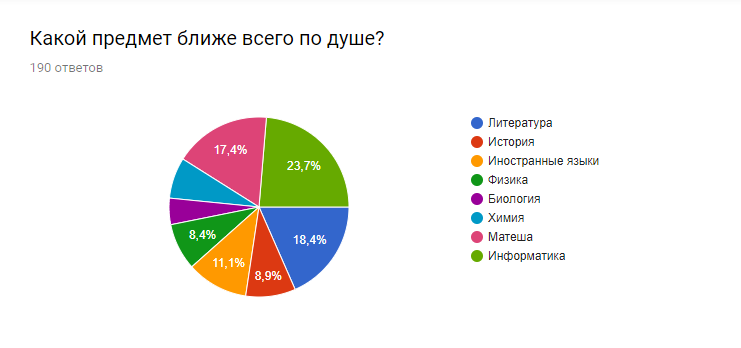 Какой предмет ближе всего по душе?
190 ответов
17,4%
23,7%
8,4%
11,1%
8,9%
18,4%
Литература
История
Иностранные языки
Физика
Биология
Химия
Матеша
Информатика